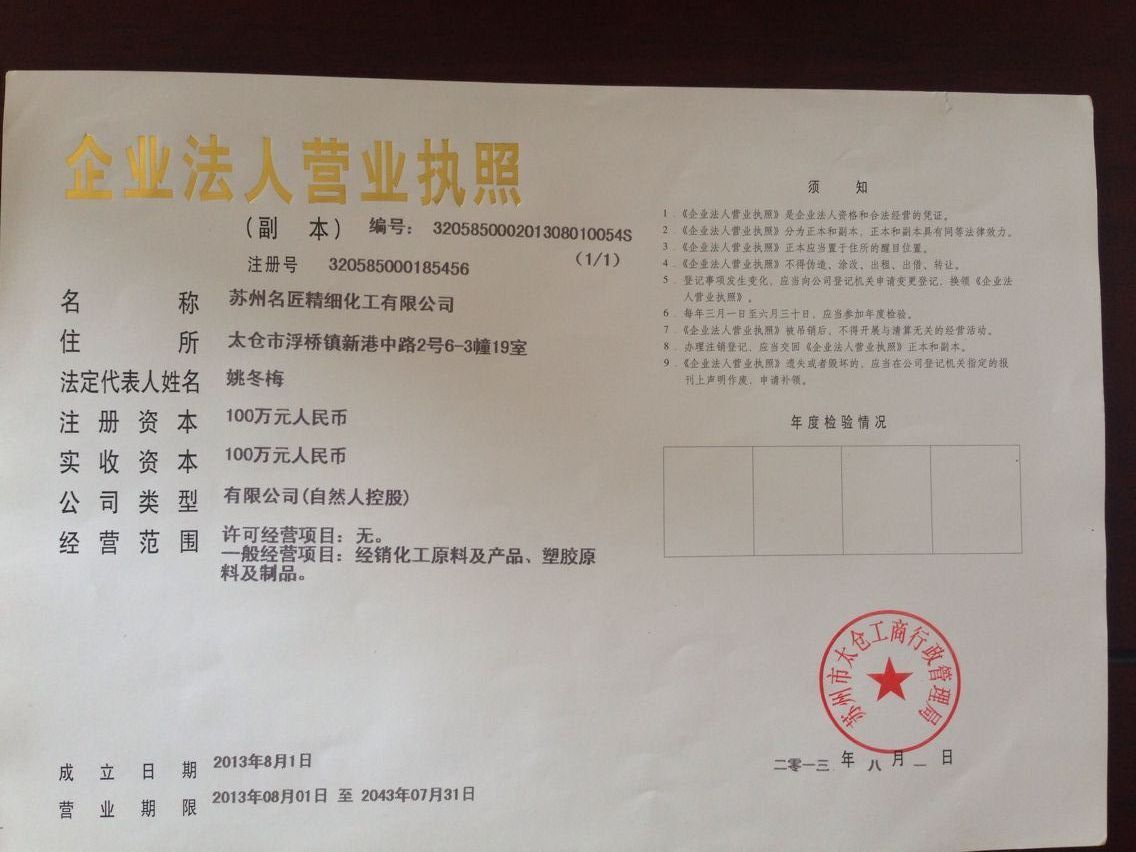 企业法人营业执照
(副 本) 编号: 320585000201308010054S
注册号 320585000185456 (1/1)
名称 苏州名匠精细化工有限公司
住所 太仓市浮桥镇新港中路2号6-3幢19室
法定代表人姓名 姚冬梅
注册资本 100万元人民币
实收资本 100万元人民币
公司类型 有限公司(自然人控股)
经营范围 许可经营项目: 无。
一般经营项目: 经销化工原料及产品、塑胶原
料及制品。
成立日期 2013年8月1日
营业期限 2013年08月01日 至 2043年07月31日
须 知
1.《企业法人营业执照》是企业法人资格和合法经营的凭证。
2.《企业法人营业执照》分为正本和副本,正本和副本具有同等法律效力。
3.《企业法人营业执照》正本应当置于住所的醒目位置。
4.《企业法人营业执照》不得伪造、涂改、出租、出借、转让。
5.登记事项发生变化,应当向公司登记机关申请变更登记,换领《企业法
人营业执照》。
6.每年三月一日至六月三十日,应当参加年度检验。
7.《企业法人营业执照》被吊销后,不得开展与清算无关的经营活动。
8.办理注销登记,应当交回《企业法人营业执照》正本和副本。
9.《企业法人营业执照》遗失或者毁坏的,应当在公司登记机关指定的报
刊上声明作废,申请补领。
年度检验情况
苏州市太仓工商行政管理局
二零一三 年 八 月 一 日